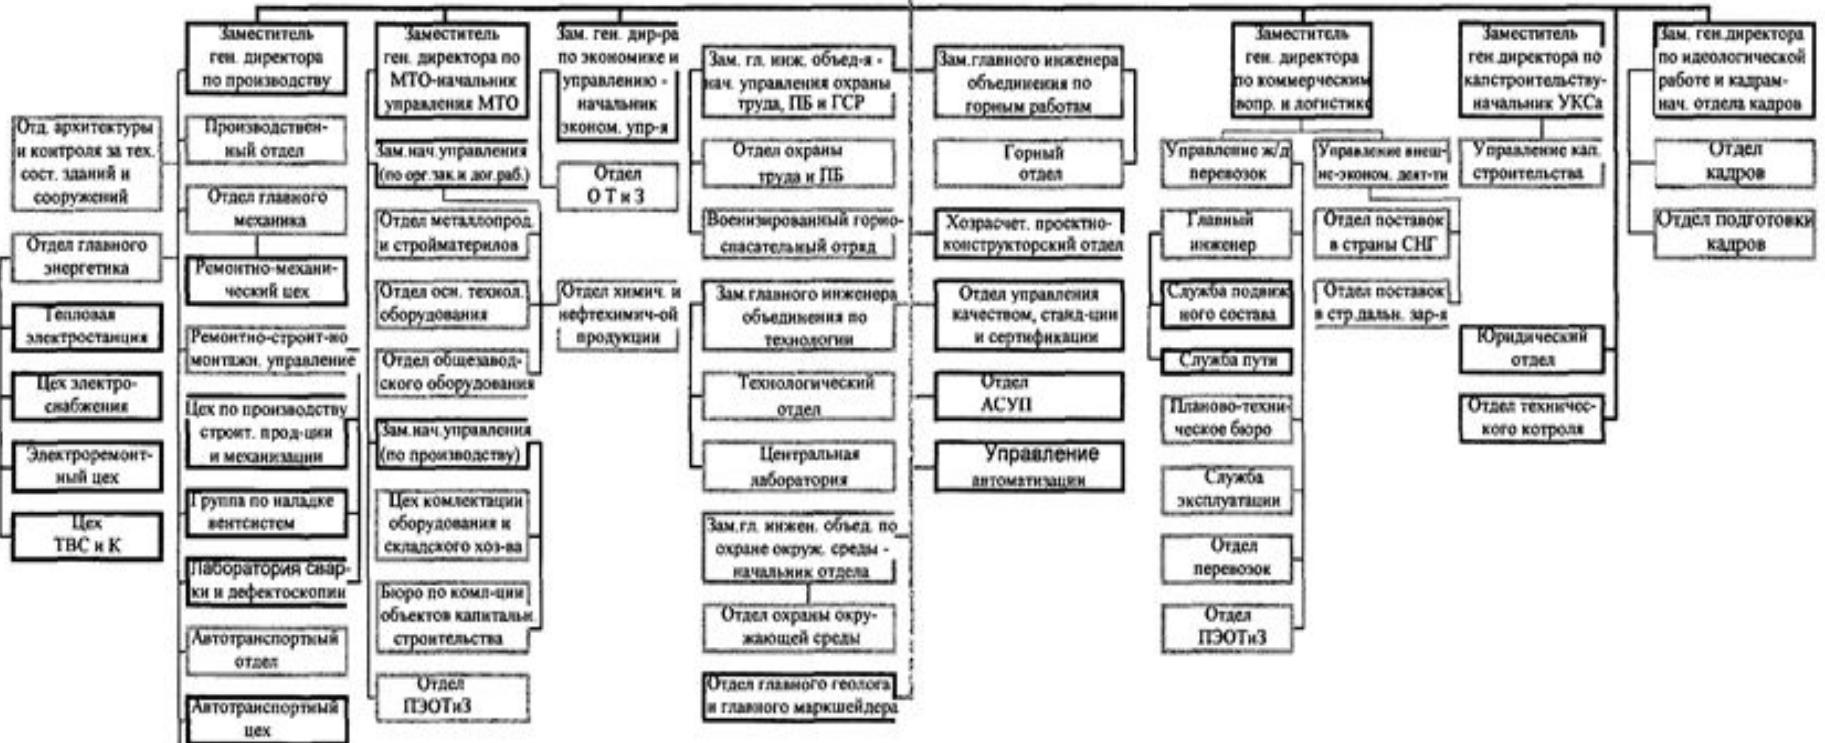 Отд. архитектуры
и контроля за тех.
сост. зданий и
сооружений
Отдел главного
энергетика
Тепловая
электростанция
Цех электро-
снабжения
Электроремонт-
ный цех
Цех
ТВС и К
Заместитель
ген. директора
по производству
Производствен-
ный отдел
Отдел главного
механика
Ремонтно-механи-
ческий цех
Ремонтно-строит-но
монтажн. управление
Цех по производству
строит. прод-ции
и механизации
Группа по наладке
вентсистем
Лаборатория свар-
ки и дефектоскопии
Автотранспортный
отдел
Автотранспортный
цех
Заместитель
ген. директора по
МТО-начальник
управления МТО
Зам.нач.управления
(по орг.зак.и дог.раб.)
Отдел металлопрод.
и стройматерилов
Отдел осн. технол.
оборудования
Отдел общезавод-
ского оборудования
Зам.нач.управления
(по производству)
Цех комлектации
оборудования и
складского хоз-ва
Бюро по комп-ции
объектов капитальн.
строительства
Отдел
ПЭОТиЗ
Зам. ген. дир-ра
по экономике и
управлению -
начальник
эконом. упр-я
Отдел
О Т и З
Отдел химич. и
нефтехимич-ой
продукции
Зам. гл. инж. объед-я -
нач. управления охраны
труда, ПБ и ГСР
Отдел охраны
труда и ПБ
Военизированный горно-
спасательный отряд
Зам.главного инженера
объединения по
технологии
Технологический
отдел
Центральная
лаборатория
Зам.гл. инжен. объед. по
охране окруж. среды -
начальник отдела
Отдел охраны окру-
жающей среды
Отдел главного геолога
и главного маркшейдера
Зам.главного инженера
объединения по
горным работам
Горный
отдел
Хозрасчет. проектно-
конструкторский отдел
Отдел управления
качеством, станд-ции
и сертификации
Отдел
АСУП
Управление
автоматизации
Заместитель
ген. директора
по коммерческим
вопр. и логистике
Управление ж/д
перевозок
Главный
инженер
Служба подвиж
ного состава
Служба пути
Планово-техни-
ческое бюро
Служба
эксплуатации
Отдел
перевозок
Отдел
ПЭОТиЗ
Управление внеш-
не-эконом. деят-ти
Отдел поставок
в страны СНГ
Отдел поставок
в стр.дальн. зар-я
Заместитель
ген.директора по
капстроительству-
начальник УКСа
Управление кап.
строительства
Юридический
отдел
Отдел техничес-
кого котроля
Зам. ген.директора
по идеологической
работе и кадрам-
нач. отдела кадров
Отдел
кадров
Отдел подготовки
кадров